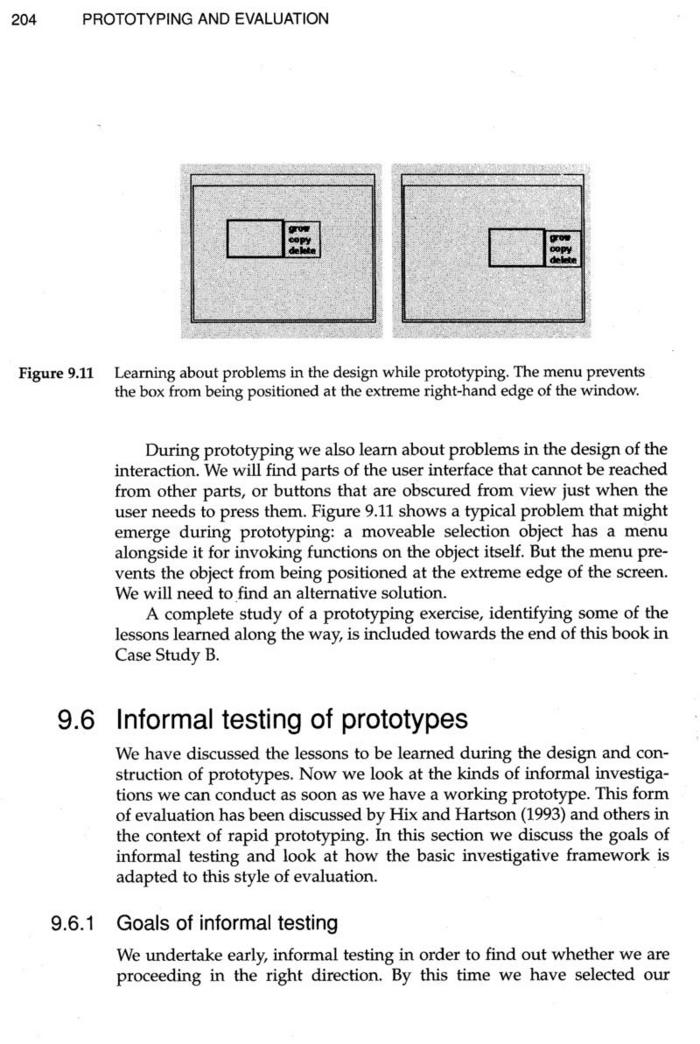 204 PROTOTYPING AND EVALUATION
grow
copy
delete
grow
copy
delete
Figure 9.11 Learning about problems in the design while prototyping. The menu prevents
the box from being positioned at the extreme right-hand edge of the window.
During prototyping we also learn about problems in the design of the
interaction. We will find parts of the user interface that cannot be reached
from other parts, or buttons that are obscured from view just when the
user needs to press them. Figure 9.11 shows a typical problem that might
emerge during prototyping: a moveable selection object has a menu
alongside it for invoking functions on the object itself. But the menu pre-
vents the object from being positioned at the extreme edge of the screen.
We will need to find an alternative solution.
A complete study of a prototyping exercise, identifying some of the
lessons learned along the way, is included towards the end of this book in
Case Study B.
9.6 Informal testing of prototypes
We have discussed the lessons to be learned during the design and con-
struction of prototypes. Now we look at the kinds of informal investiga-
tions we can conduct as soon as we have a working prototype. This form
of evaluation has been discussed by Hix and Hartson (1993) and others in
the context of rapid prototyping. In this section we discuss the goals of
informal testing and look at how the basic investigative framework is
adapted to this style of evaluation.
9.6.1 Goals of informal testing
We undertake early, informal testing in order to find out whether we are
proceeding in the right direction. By this time we have selected our